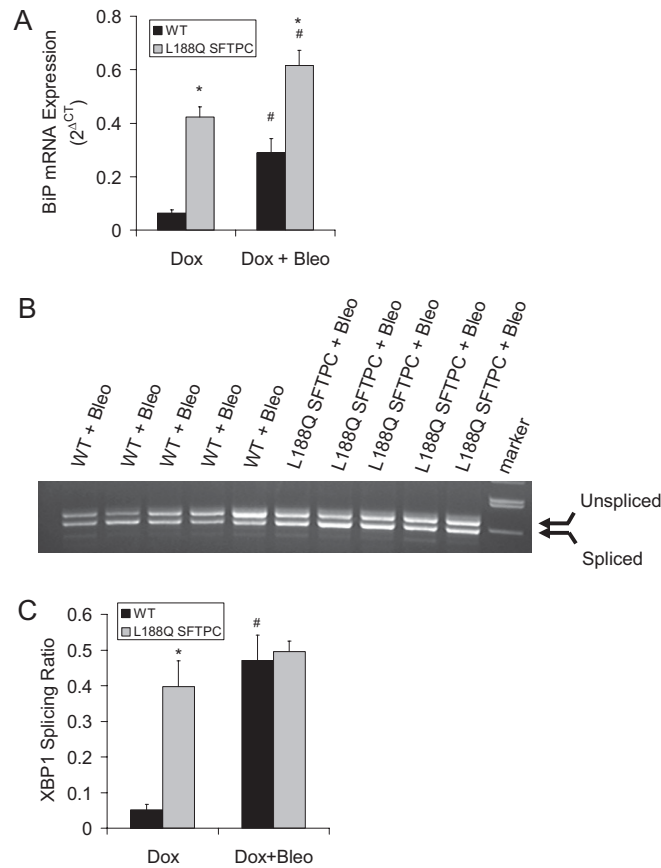 A
WT
L188Q SFTPC
BiP mRNA Expression
(2^ΔCT)
0.8
0.6
0.4
0.2
0
*
#
*
#
Dox
Dox + Bleo
B
WT + Bleo
WT + Bleo
WT + Bleo
WT + Bleo
WT + Bleo
L188Q SFTPC + Bleo
L188Q SFTPC + Bleo
L188Q SFTPC + Bleo
L188Q SFTPC + Bleo
L188Q SFTPC + Bleo
marker
Unspliced
Spliced
C
WT
L188Q SFTPC
XBP1 Splicing Ratio
0.6
0.5
0.4
0.3
0.2
0.1
0
*
#
Dox
Dox+Bleo